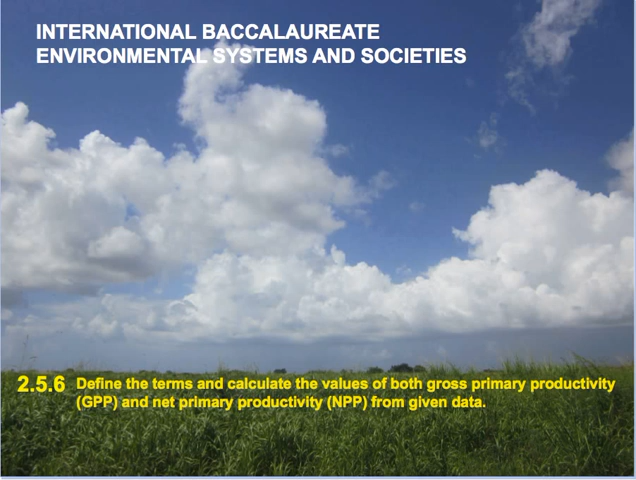 INTERNATIONAL BACCALAUREATE
ENVIRONMENTAL SYSTEMS AND SOCIETIES
2.5.6 Define the terms and calculate the values of both gross primary productivity
(GPP) and net primary productivity (NPP) from given data.